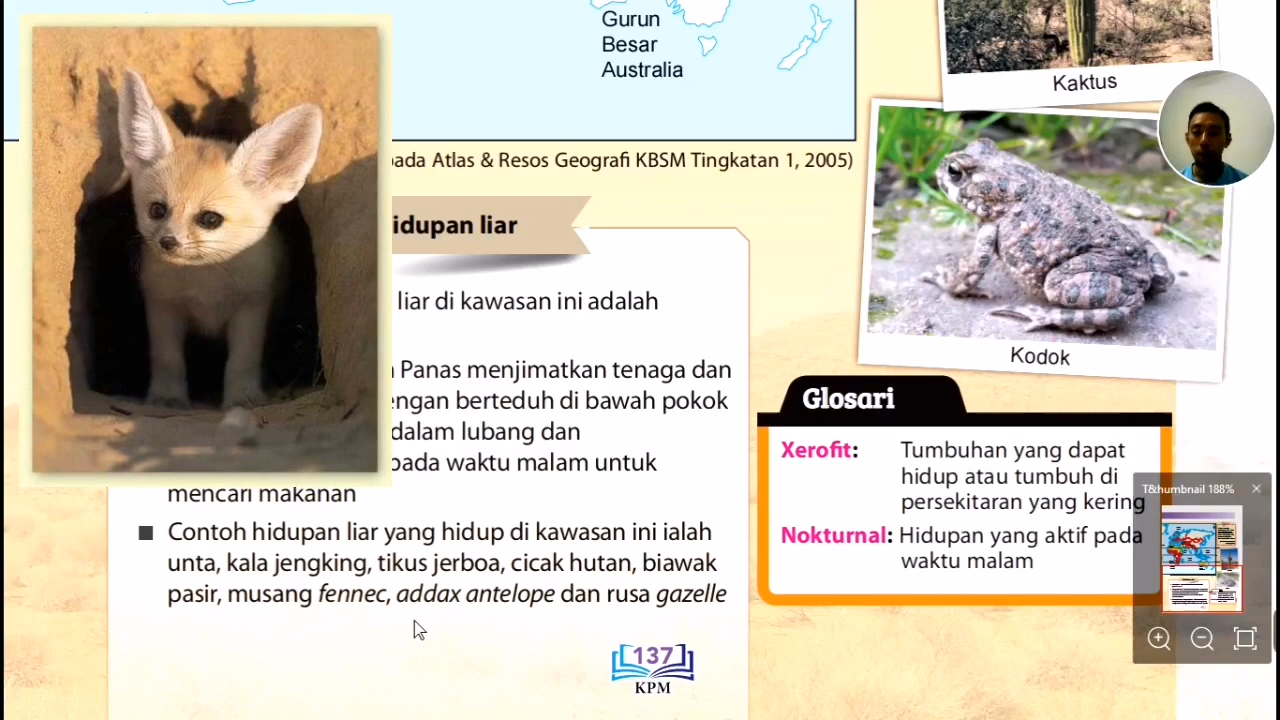 Gurun
Besar
Australia
Kaktus
pada Atlas & Resos Geografi KBSM Tingkatan 1, 2005)
idupan liar
liar di kawasan ini adalah
Panas menjimatkan tenaga dan
engan berteduh di bawah pokok
dalam lubang dan
pada waktu malam untuk
mencari makanan
■ Contoh hidupan liar yang hidup di kawasan ini ialah
unta, kala jengking, tikus jerboa, cicak hutan, biawak
pasir, musang fennec, addax antelope dan rusa gazelle
137
KPM
Kodok
Glosari
Xerofit: Tumbuhan yang dapat
hidup atau tumbuh di
persekitaran yang kering
Nokturnal: Hidupan yang aktif pada
waktu malam
T&humbnail 188%